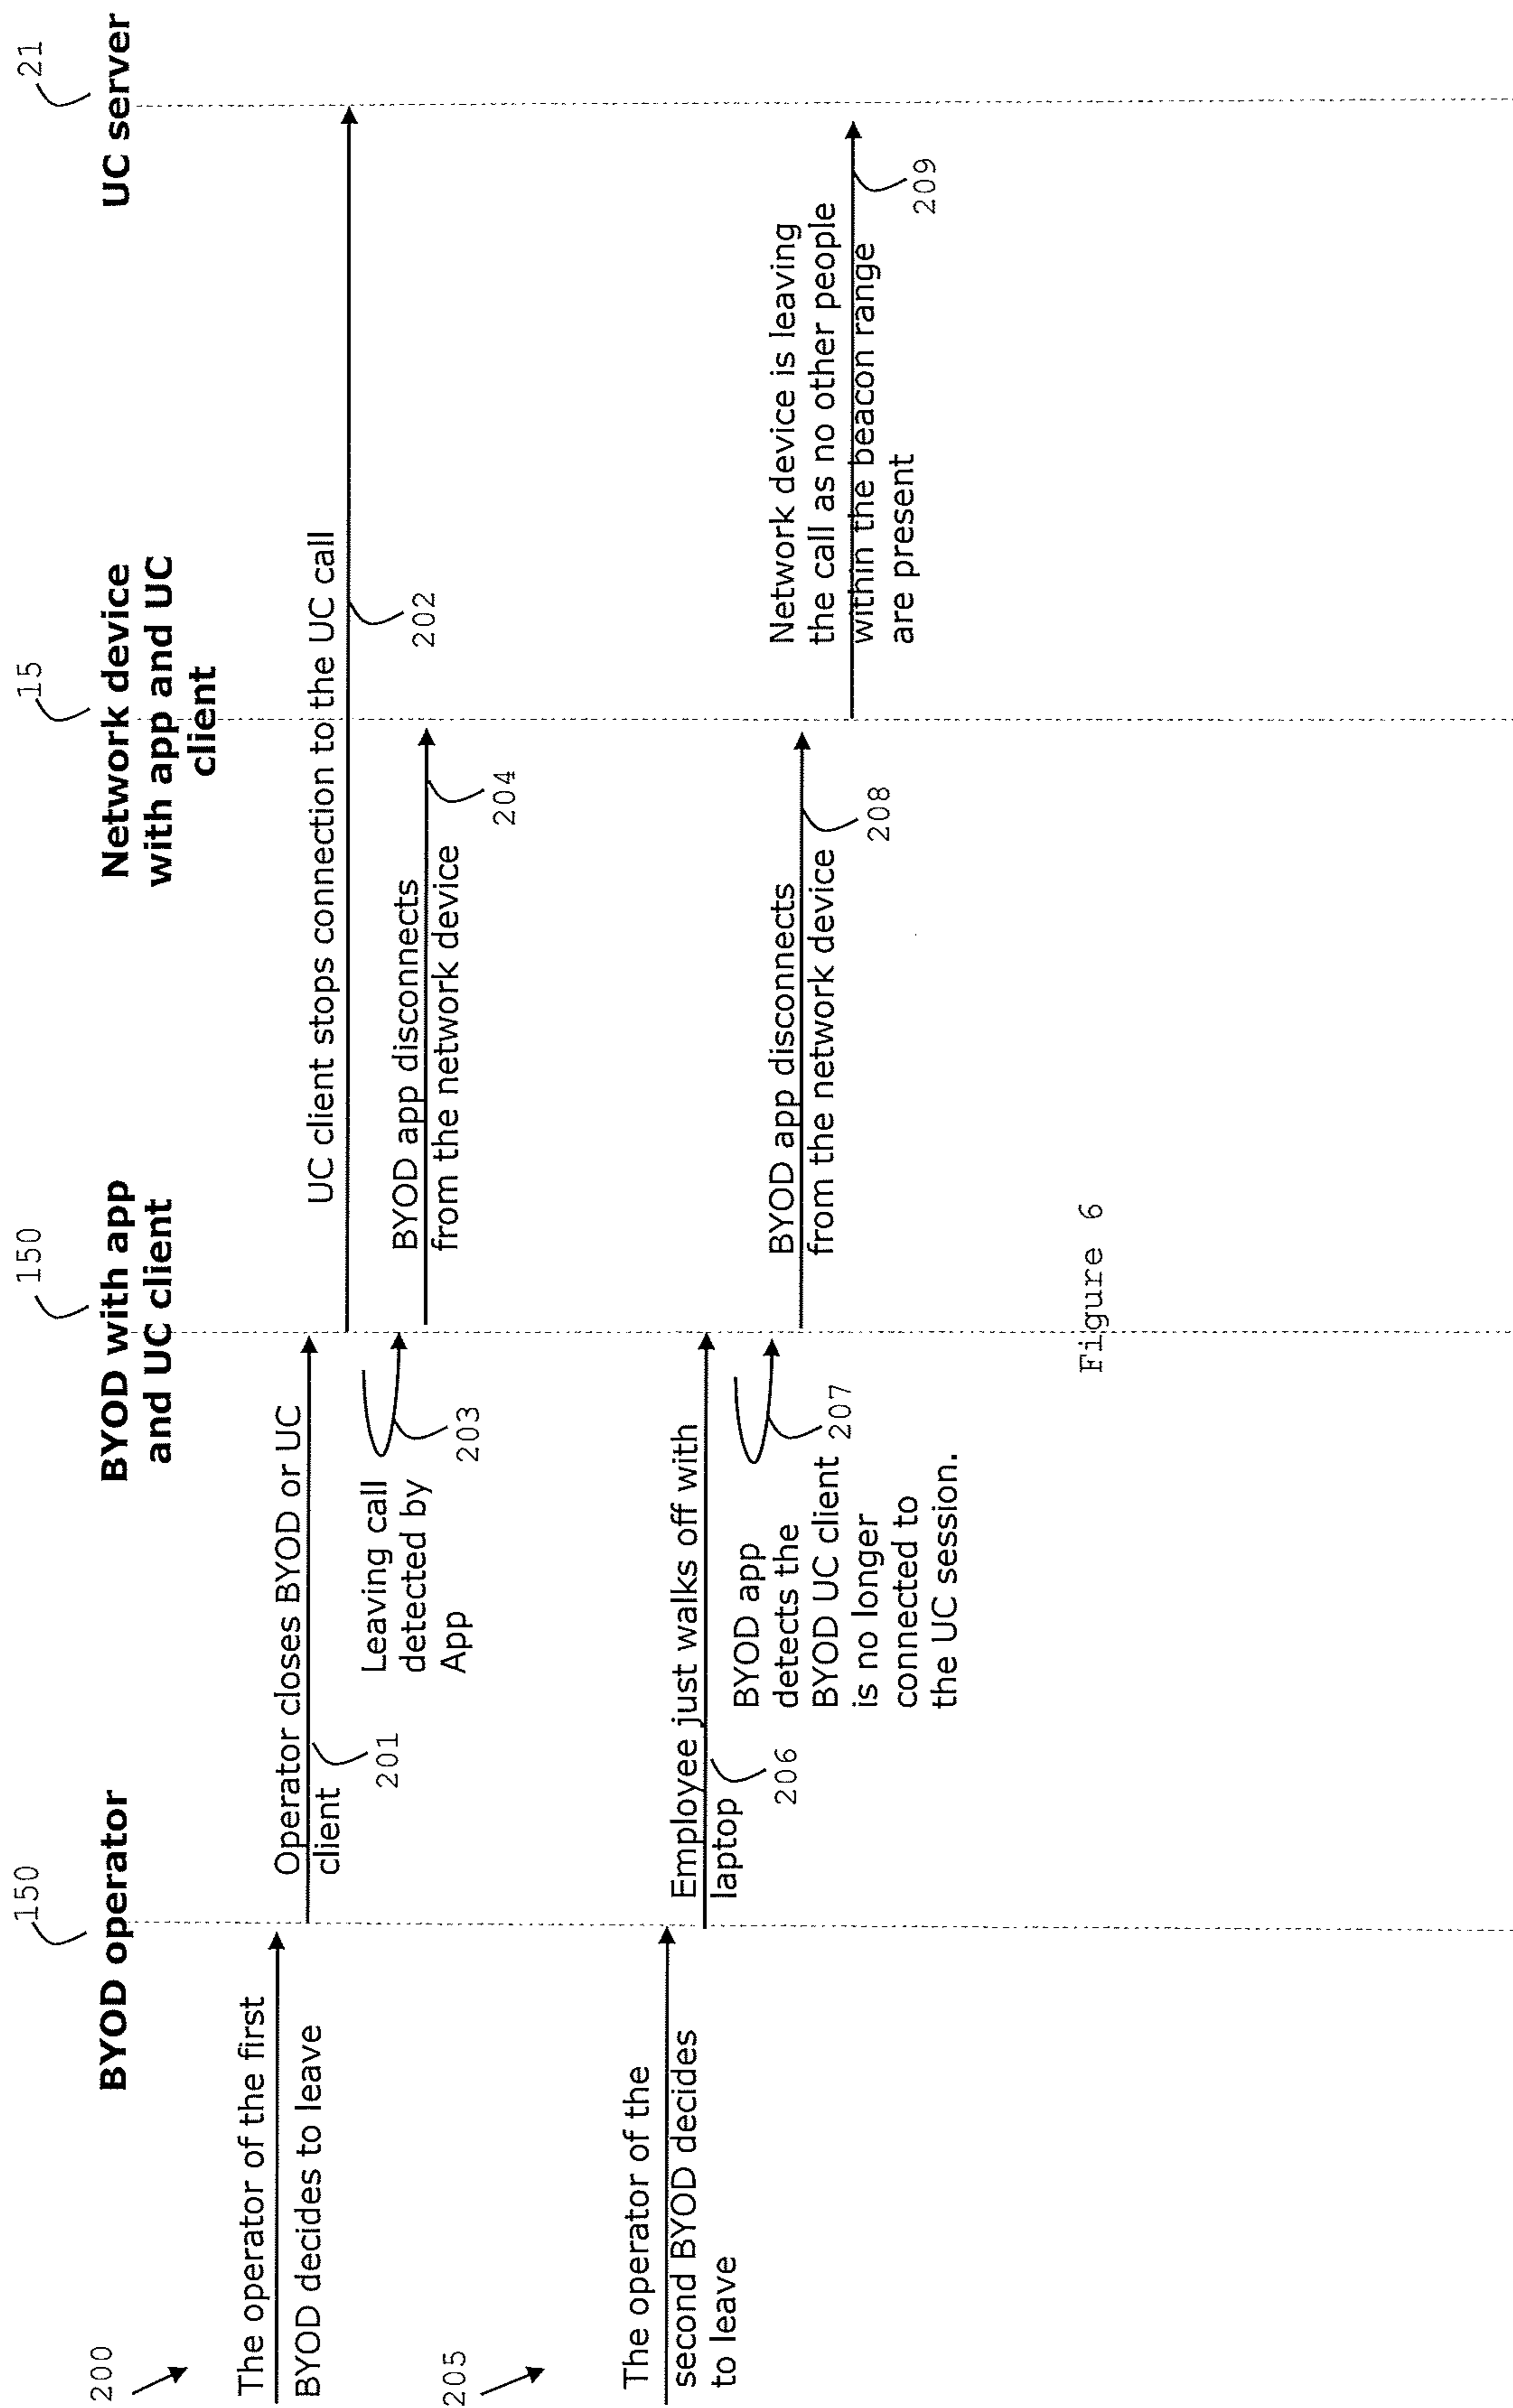 150
BYOD operator
150
BYOD with app
and UC client
15
Network device
with app and UC
client
21
UC server
200
The operator of the first
BYOD decides to leave
Operator closes BYOD or UC
client
201
UC client stops connection to the UC call
202
Leaving call
detected by
App
203
BYOD app disconnects
from the network device
204
205
The operator of the
second BYOD decides
to leave
Employee just walks off with
laptop
206
BYOD app
detects the
BYOD UC client
is no longer
connected to
the UC session.
207
BYOD app disconnects
from the network device
208
Network device is leaving
the call as no other people
within the beacon range
are present
209
Figure 6